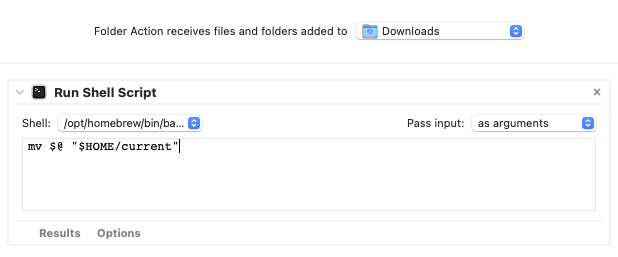 Folder Action receives files and folders added to Downloads
Run Shell Script
Shell: /opt/homebrew/bin/ba... Pass input: as arguments
mv $@ "$HOME/current"
Results Options